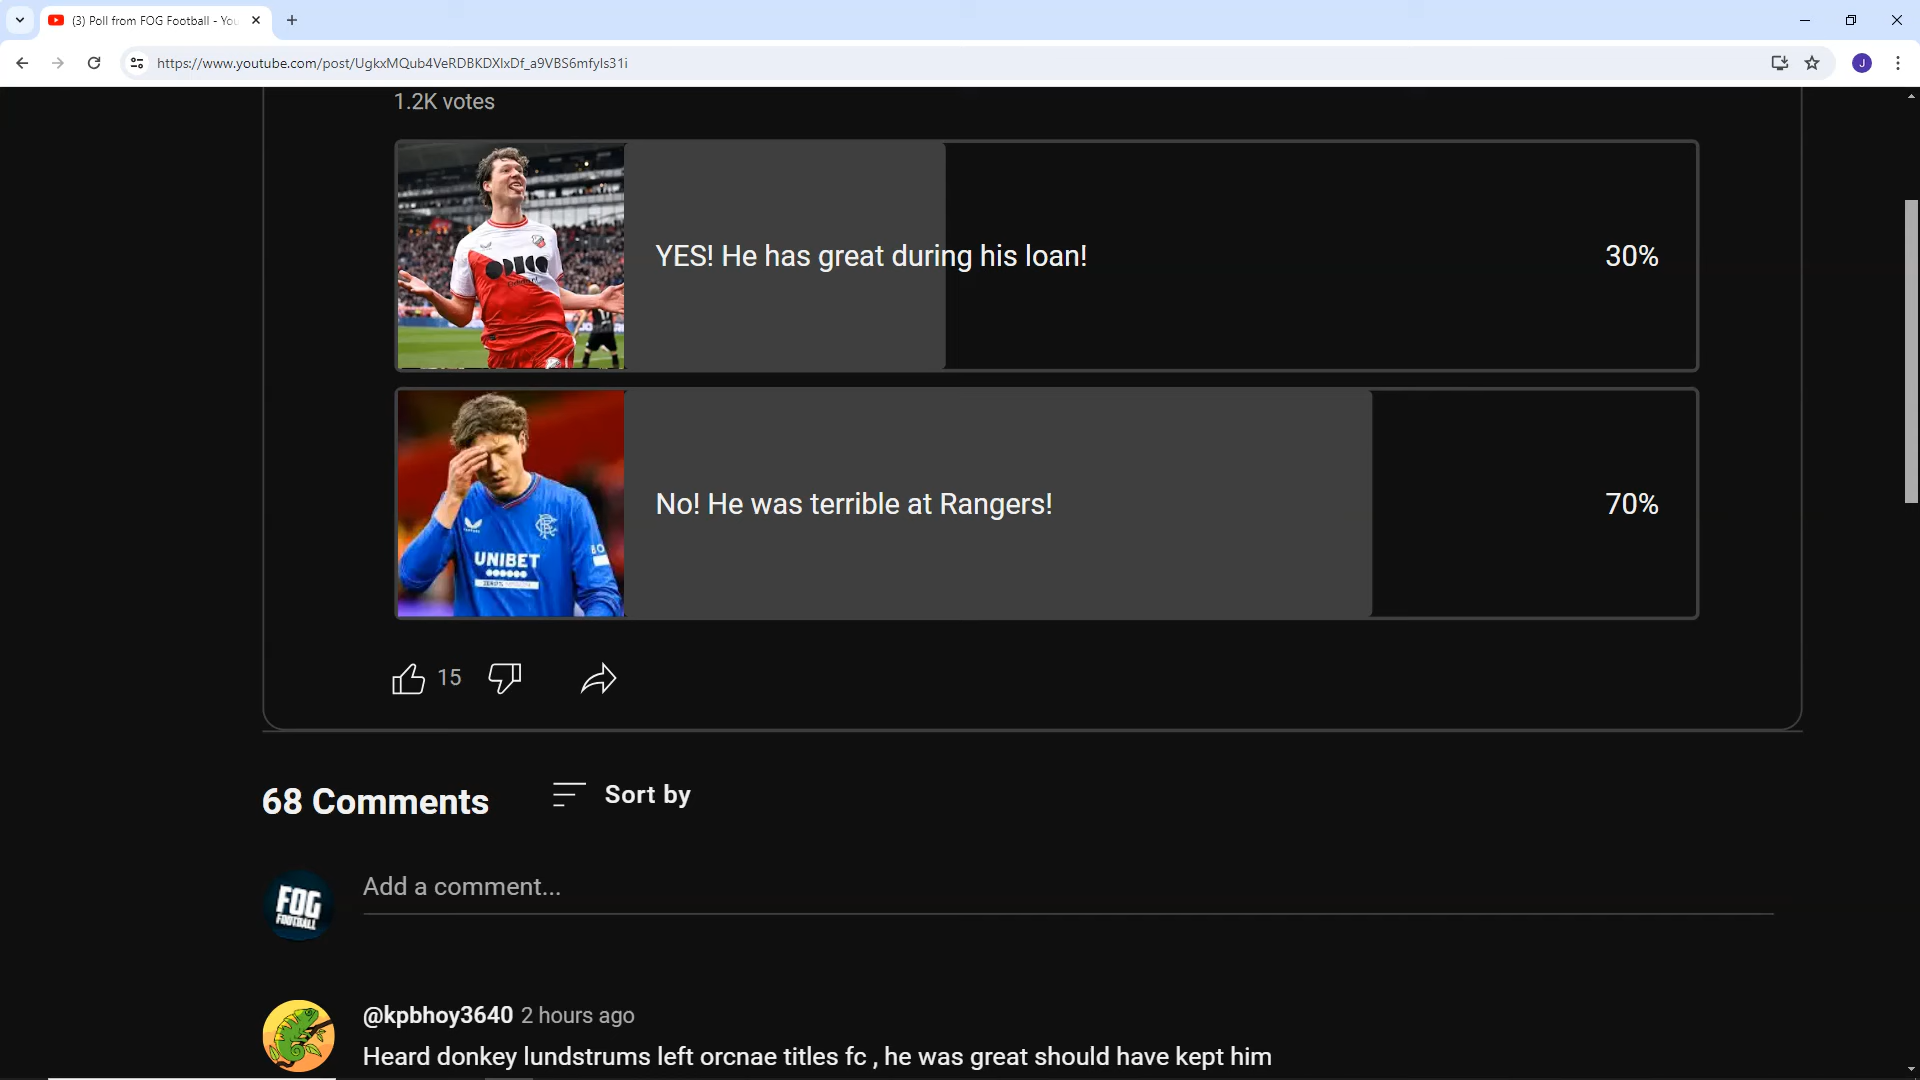 (3) Poll from FOG Football - You
https://www.youtube.com/post/UgkxMQub4VeRDBKDXIxDf_a9VBS6mfyls31i
J
1.2K votes
YES! He has great during his loan!
30%
No! He was terrible at Rangers!
70%
UNIBET
15
68 Comments
Sort by
FOG
FOOTBALL
Add a comment...
@kpbhoy3640 2 hours ago
Heard donkey lundstrums left orcnae titles fc , he was great should have kept him